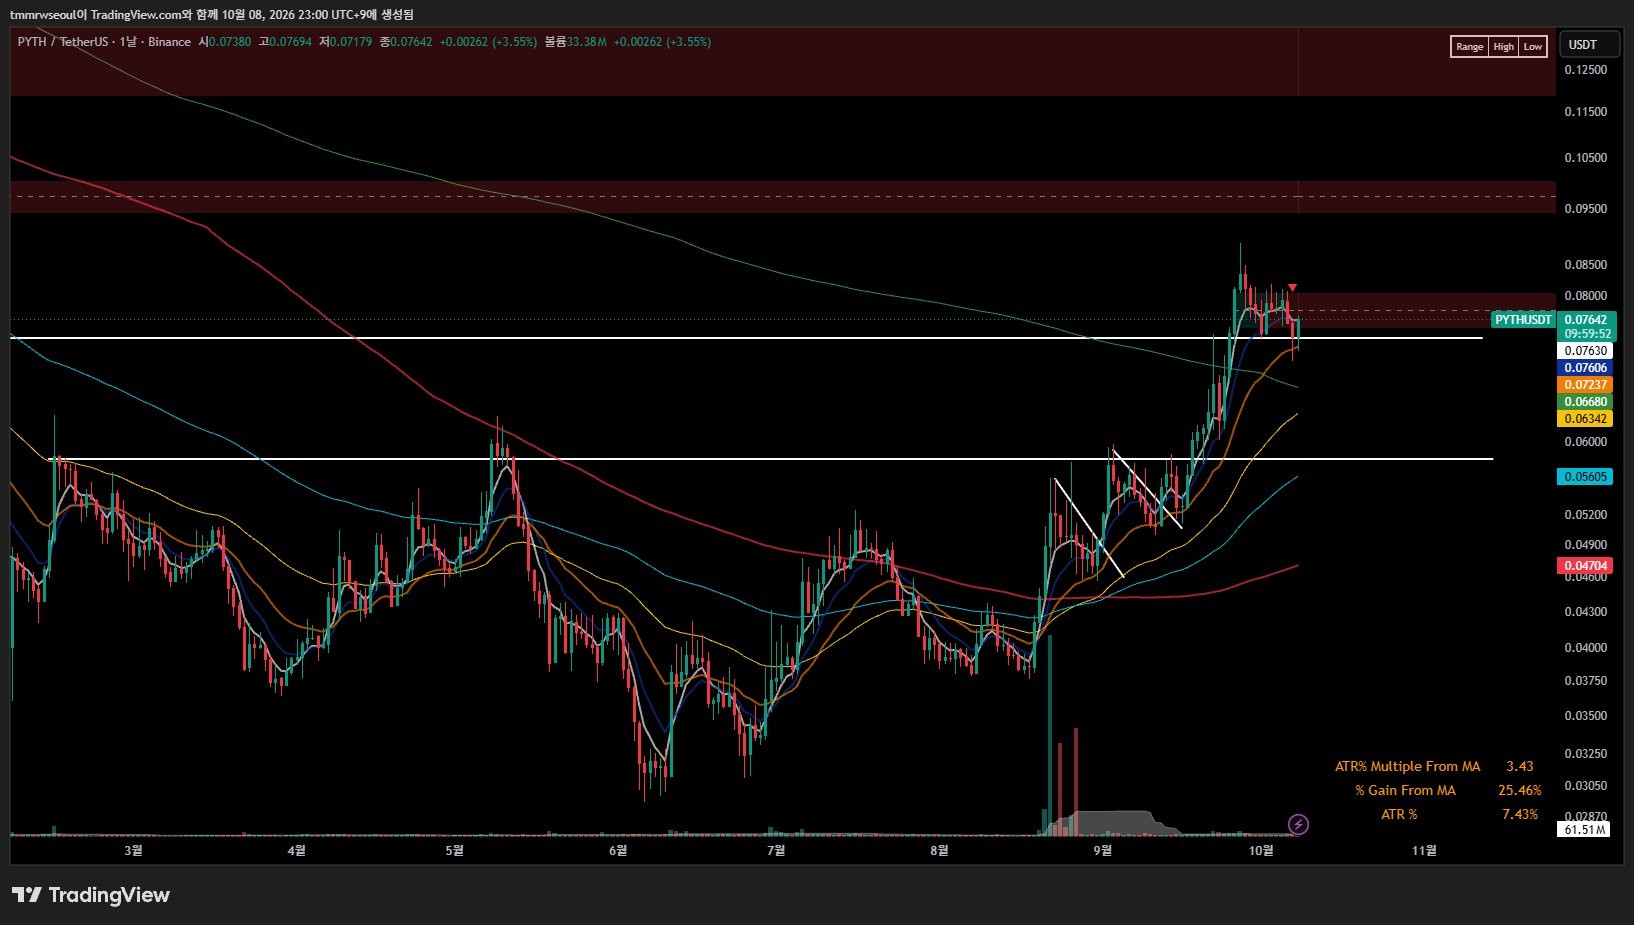 tmmrwseoul이 TradingView.com와 함께 10월 08, 2026 23:00 UTC+9에 생성됨
PYTH / TetherUS · 1날 · Binance 시0.07380 고0.07694 저0.07179 종0.07642 +0.00262 (+3.55%) 볼륨33.38M +0.00262 (+3.55%)
Range High Low
USDT
0.12500
0.11500
0.10500
0.09500
0.08500
0.08000
PYTHUSDT 0.07642
09:59:52
0.07630
0.07606
0.07237
0.06680
0.06342
0.06000
0.05605
0.05200
0.04900
0.04704
0.04600
0.04300
0.04000
0.03750
0.03500
0.03250
0.03050
0.02870
61.51M
ATR% Multiple From MA 3.43
% Gain From MA 25.46%
ATR % 7.43%
3월 4월 5월 6월 7월 8월 9월 10월 11월
TradingView